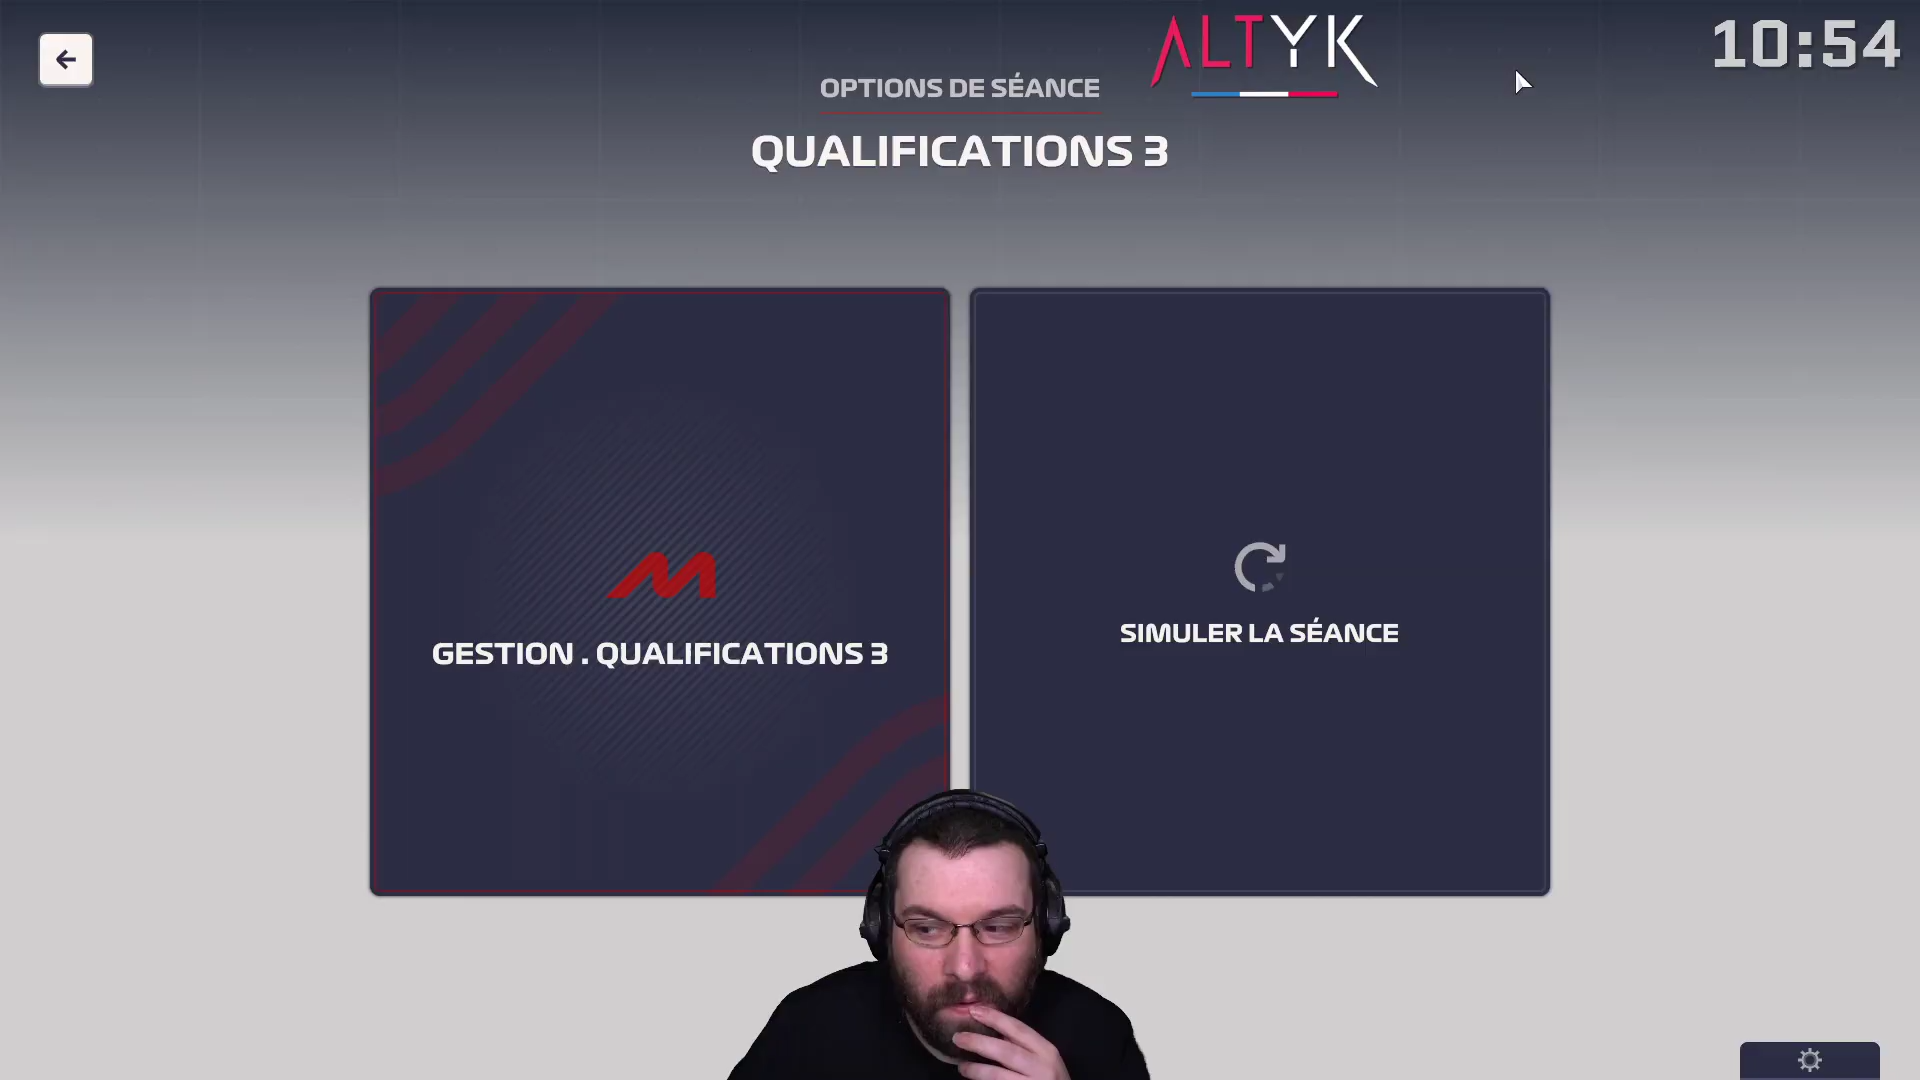 ALTYK
10:54
OPTIONS DE SÉANCE
QUALIFICATIONS 3
GESTION . QUALIFICATIONS 3
SIMULER LA SÉANCE